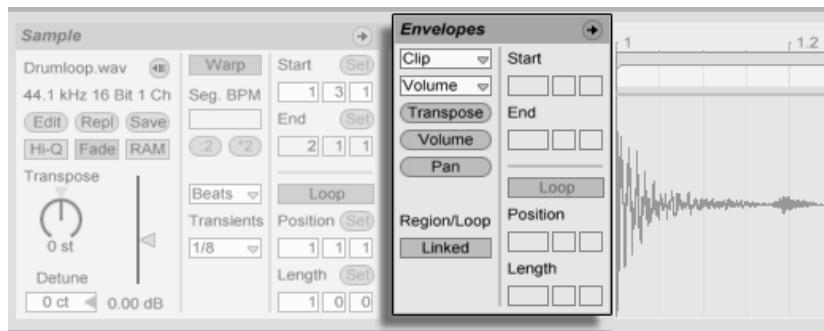 Sample
Drumloop.wav
44.1 kHz 16 Bit 1 Ch
Edit Repl Save
Hi-Q Fade RAM
Transpose
0 st
Detune
0 ct 0.00 dB
Warp
Seg. BPM
:2 *2
Beats
Transients
1/8
Start Set
1 3 1
End Set
2 1 1
Loop
Position Set
1 1 1
Length Set
1 0 0
Envelopes
Clip
Volume
Transpose
Volume
Pan
Region/Loop
Linked
Start
End
Loop
Position
Length
1 1.2